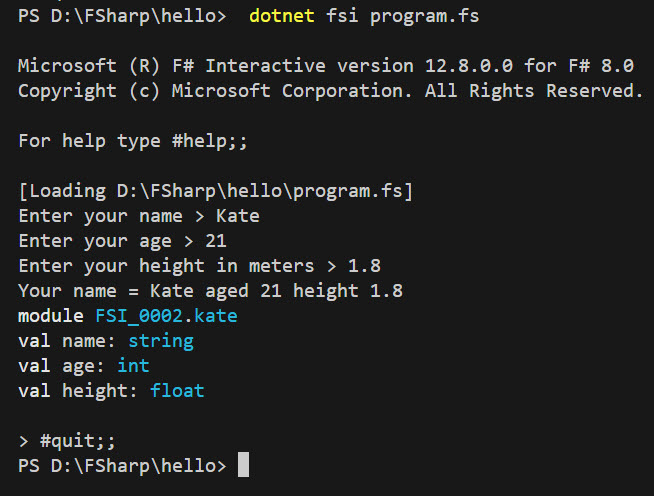 PS D:\FSharp\hello>  dotnet fsi program.fs
Microsoft (R) F# Interactive version 12.8.0.0 for F# 8.0
Copyright (c) Microsoft Corporation. All Rights Reserved.
For help type #help;;
[Loading D:\FSharp\hello\program.fs]
Enter your name > Kate
Enter your age > 21
Enter your height in meters > 1.8
Your name = Kate aged 21 height 1.8
module FSI_0002.kate
val name: string
val age: int
val height: float
> #quit;;
PS D:\FSharp\hello>